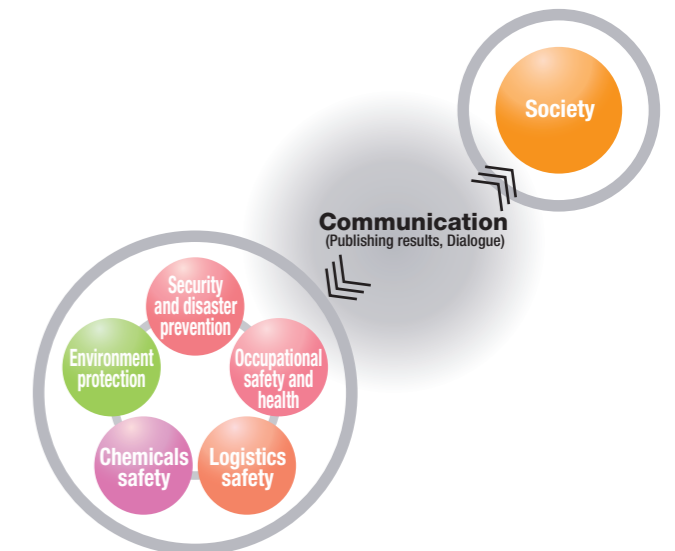 Society
Communication
(Publishing results, Dialogue)
Security
and disaster
prevention
Environment
protection
Occupational
safety and
health
Chemicals
safety
Logistics
safety